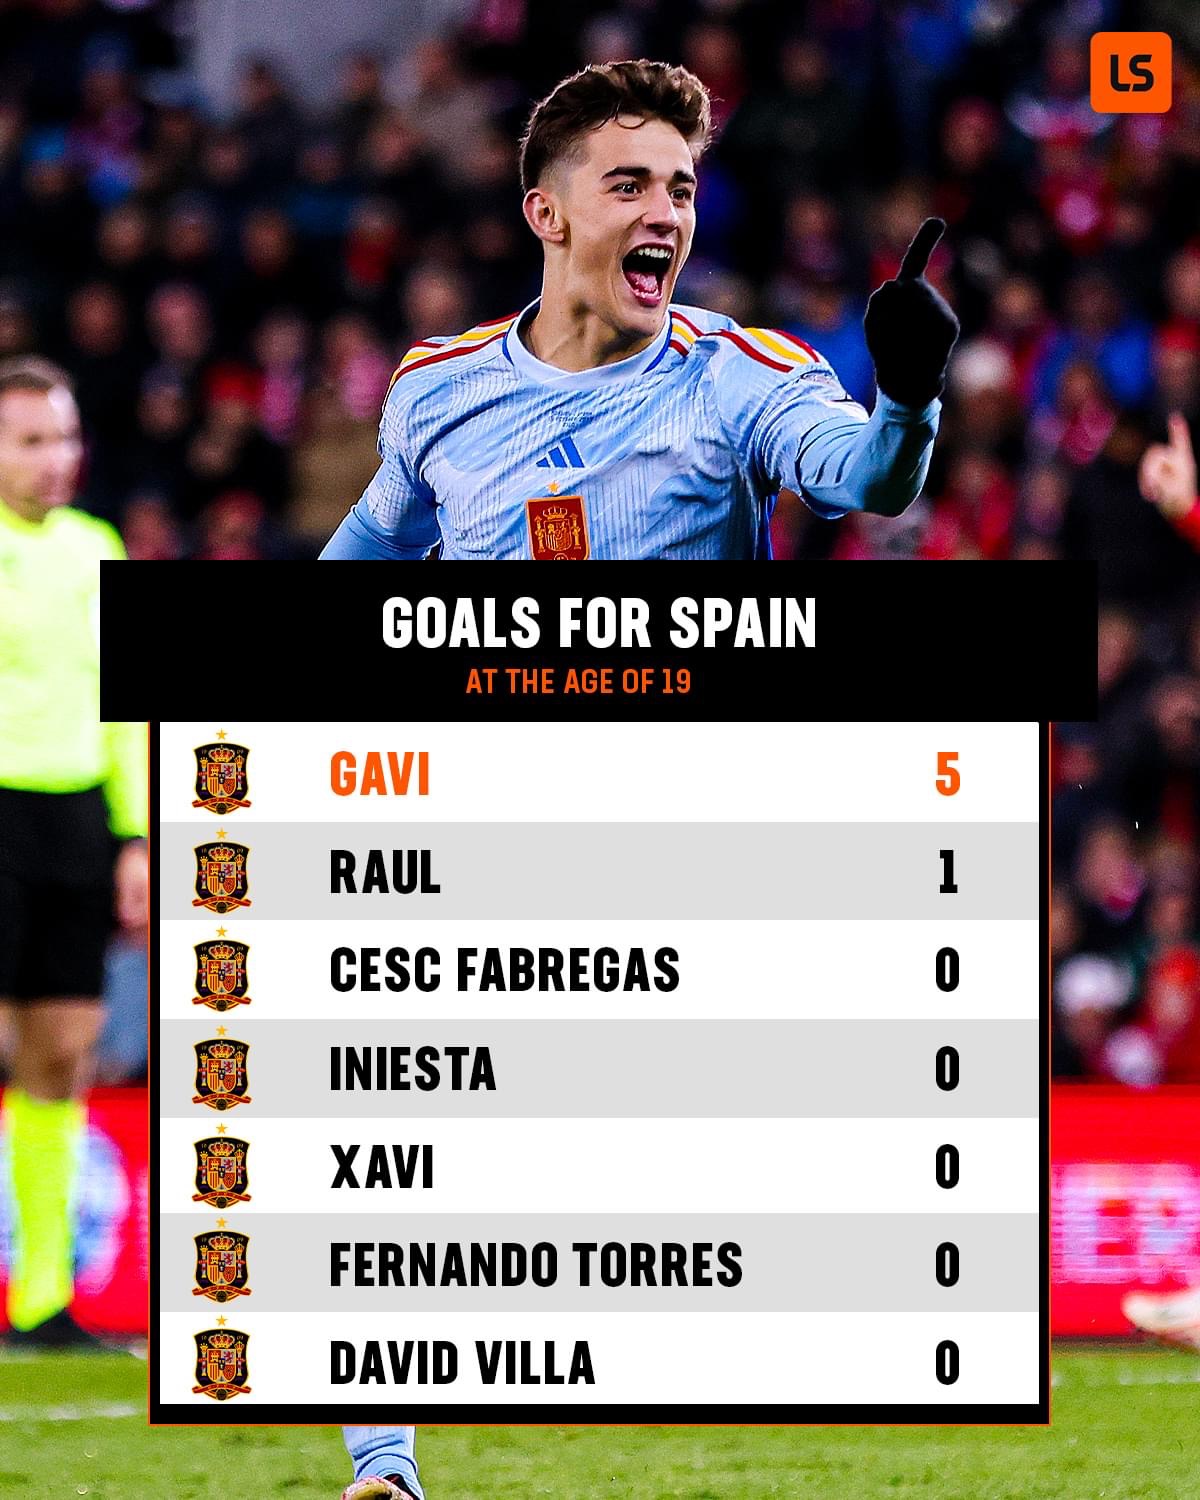 LS
GOALS FOR SPAIN
AT THE AGE OF 19
GAVI 5
RAUL 1
CESC FABREGAS 0
INIESTA 0
XAVI 0
FERNANDO TORRES 0
DAVID VILLA 0